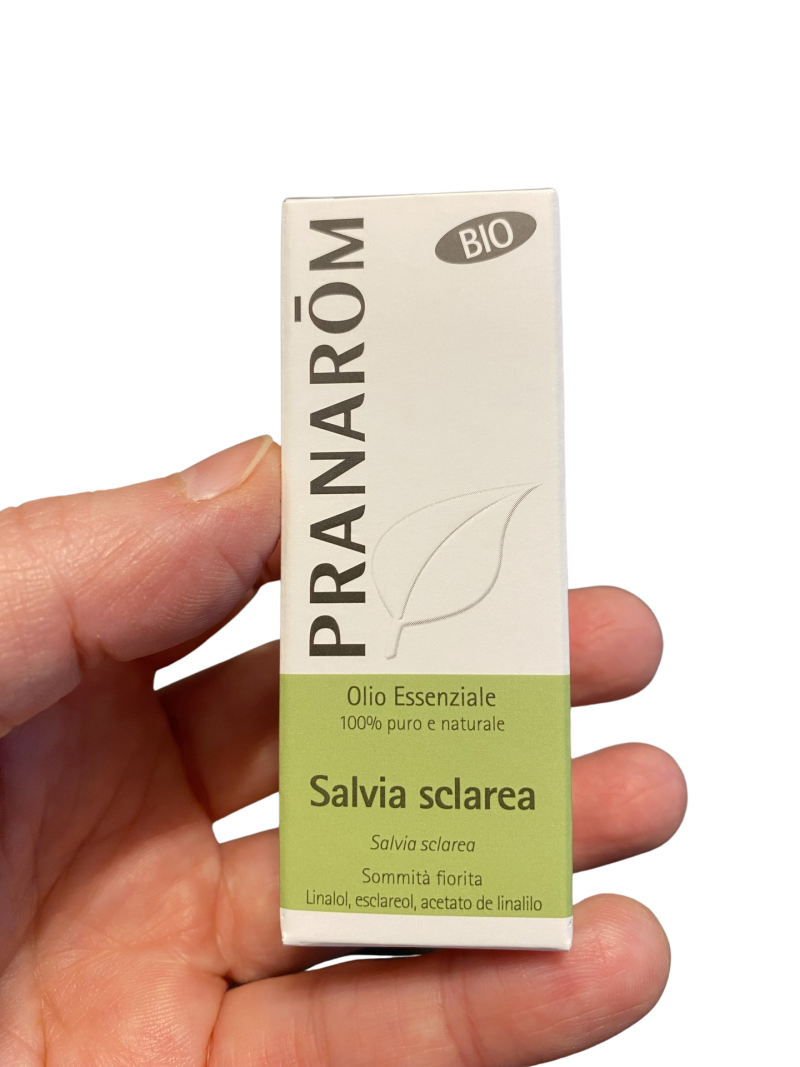 PRANARŌM
BIO
Olio Essenziale
100% puro e naturale
Salvia sclarea
Salvia sclarea
Sommità fiorita
Linalol, esclareol, acetato de linalilo